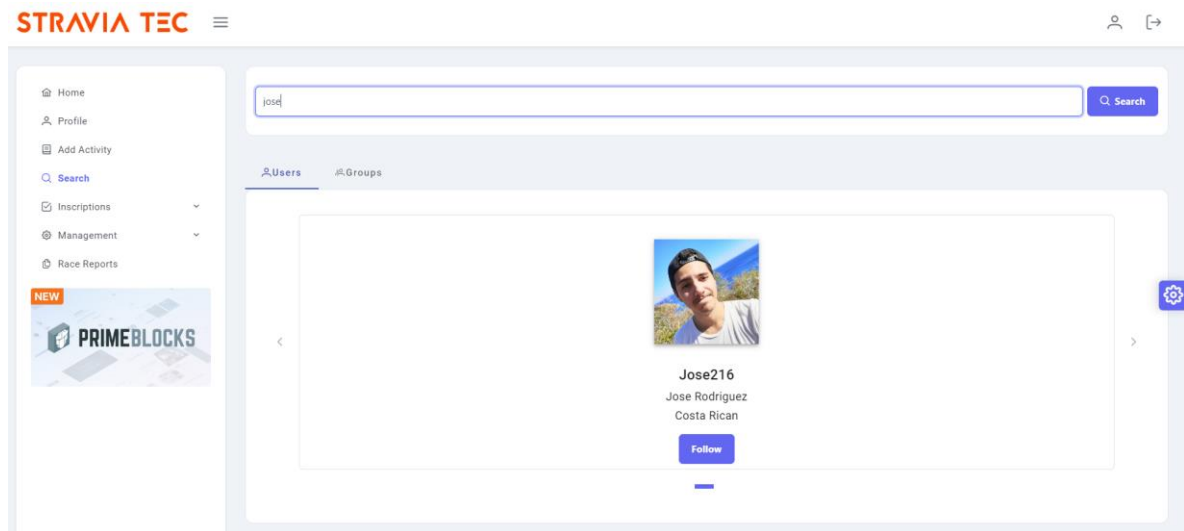 STRAVIA TEC
jose
Search
Home
Profile
Add Activity
Search
Inscriptions
Management
Race Reports
NEW
PRIMEBLOCKS
Users
Groups
Jose216
Jose Rodriguez
Costa Rican
Follow